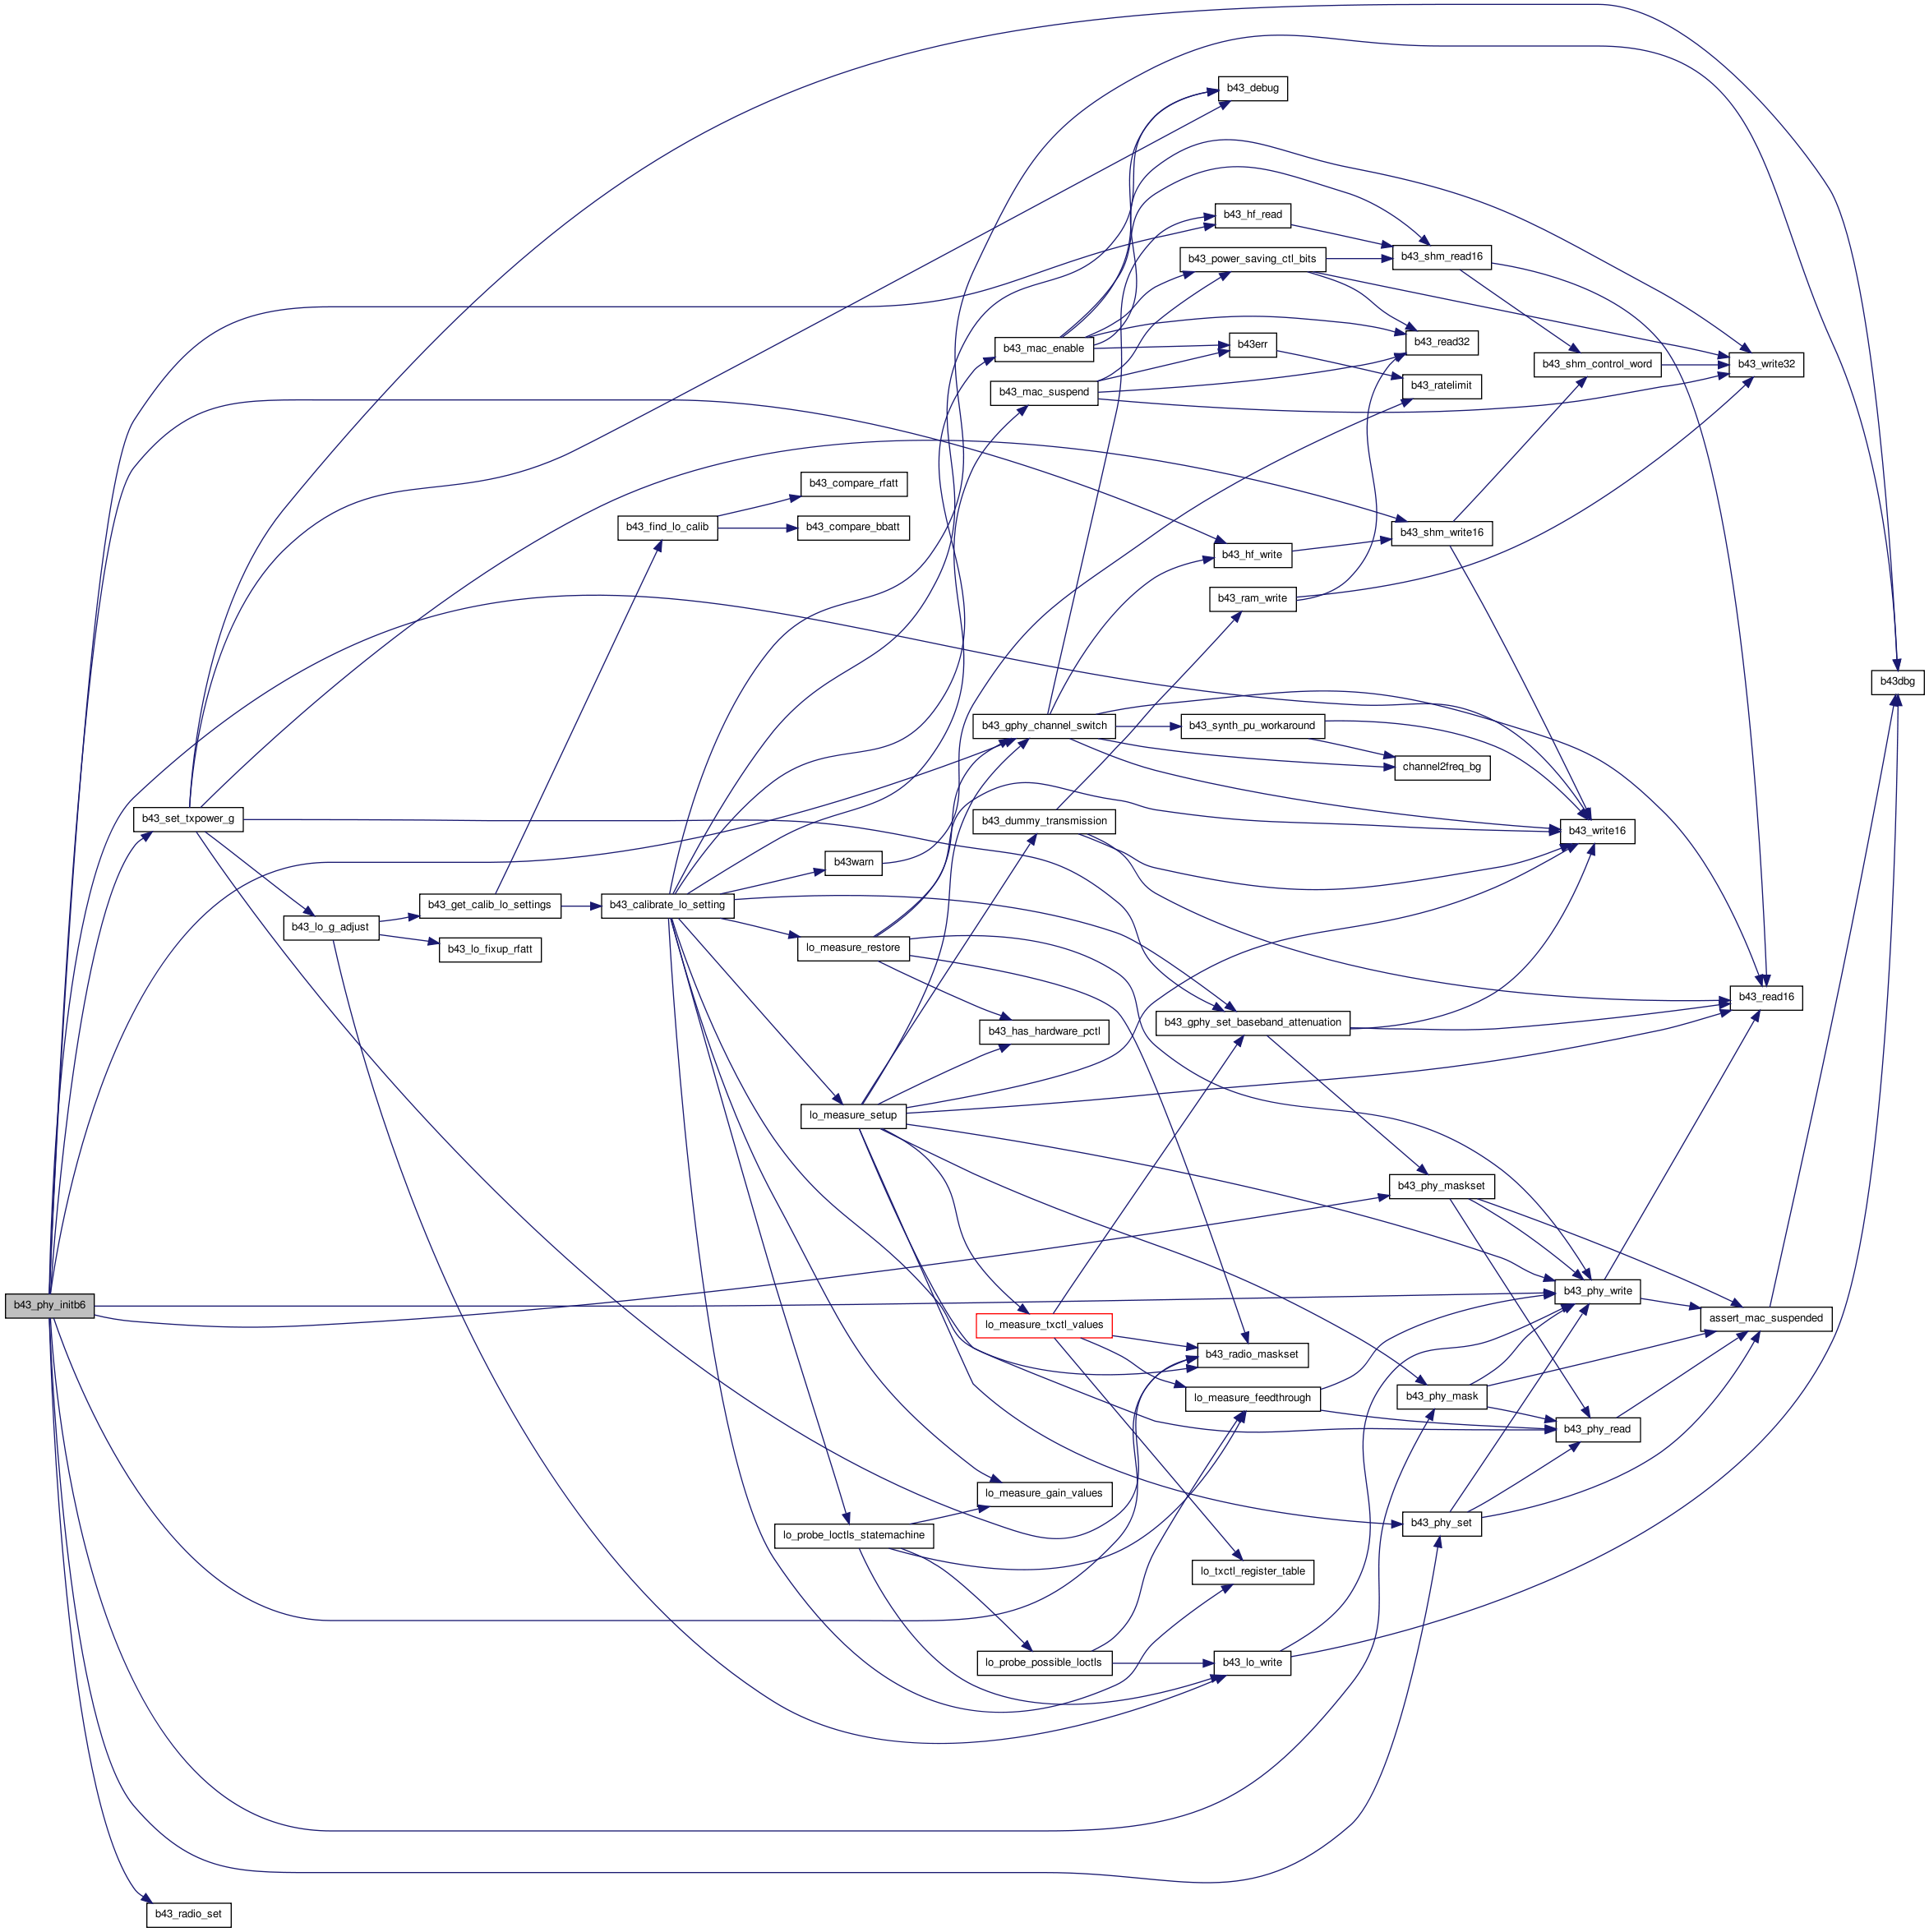 b43_debug
b43_hf_read
b43_shm_read16
b43_power_saving_ctl_bits
b43_mac_enable
b43err
b43_read32
b43_shm_control_word
b43_write32
b43_mac_suspend
b43_ratelimit
b43_compare_rfatt
b43_find_lo_calib
b43_compare_bbatt
b43_shm_write16
b43_hf_write
b43_ram_write
b43dbg
b43_gphy_channel_switch
b43_synth_pu_workaround
channel2freq_bg
b43_set_txpower_g
b43_dummy_transmission
b43_write16
b43warn
b43_get_calib_lo_settings
b43_calibrate_lo_setting
b43_lo_g_adjust
b43_lo_fixup_rfatt
lo_measure_restore
b43_read16
b43_has_hardware_pctl
b43_gphy_set_baseband_attenuation
lo_measure_setup
b43_phy_maskset
b43_phy_write
b43_phy_initb6
assert_mac_suspended
lo_measure_txctl_values
b43_radio_maskset
lo_measure_feedthrough
b43_phy_mask
b43_phy_read
lo_measure_gain_values
b43_phy_set
lo_probe_loctls_statemachine
lo_txctl_register_table
lo_probe_possible_loctls
b43_lo_write
b43_radio_set